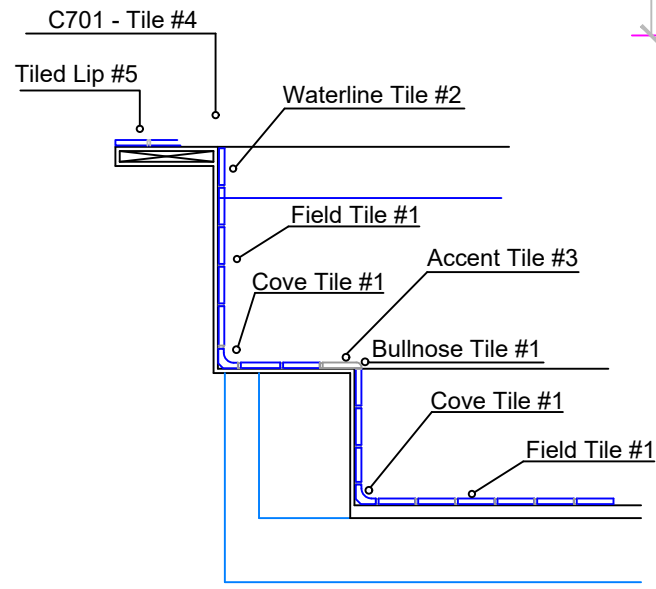 C701 - Tile #4
Tiled Lip #5
Waterline Tile #2
Field Tile #1
Accent Tile #3
Cove Tile #1
Bullnose Tile #1
Cove Tile #1
Field Tile #1